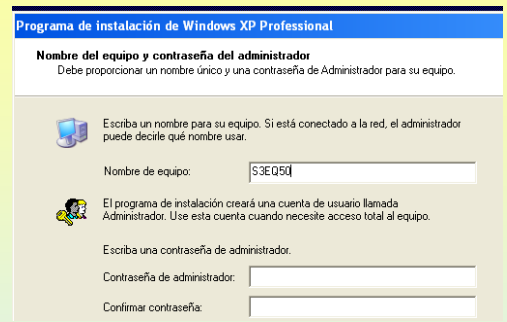 Programa de instalación de Windows XP Professional
Nombre del equipo y contraseña del administrador
Debe proporcionar un nombre único y una contraseña de Administrador para su equipo.
Escriba un nombre para su equipo. Si está conectado a la red, el administrador
puede decirle qué nombre usar.
Nombre de equipo: S3EQ50
El programa de instalación creará una cuenta de usuario llamada
Administrador. Use esta cuenta cuando necesite acceso total al equipo.
Escriba una contraseña de administrador.
Contraseña de administrador:
Confirmar contraseña: